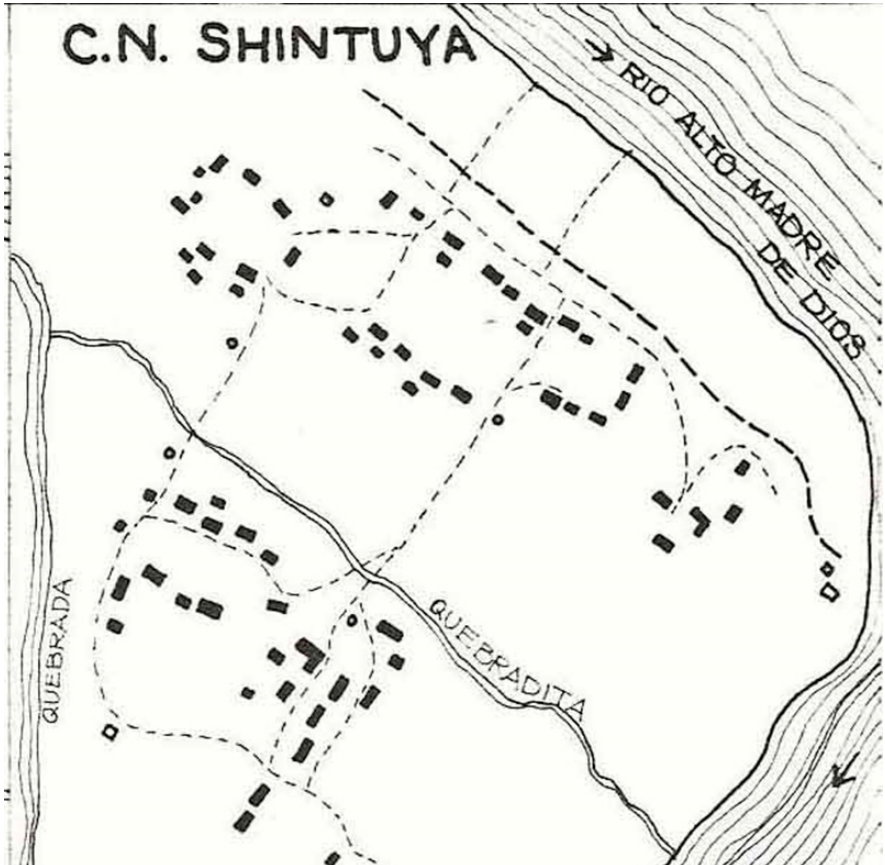 C.N. SHINTUYA
RIO ALTO MADRE
DE DIOS
QUEBRADA
QUEBRADITA